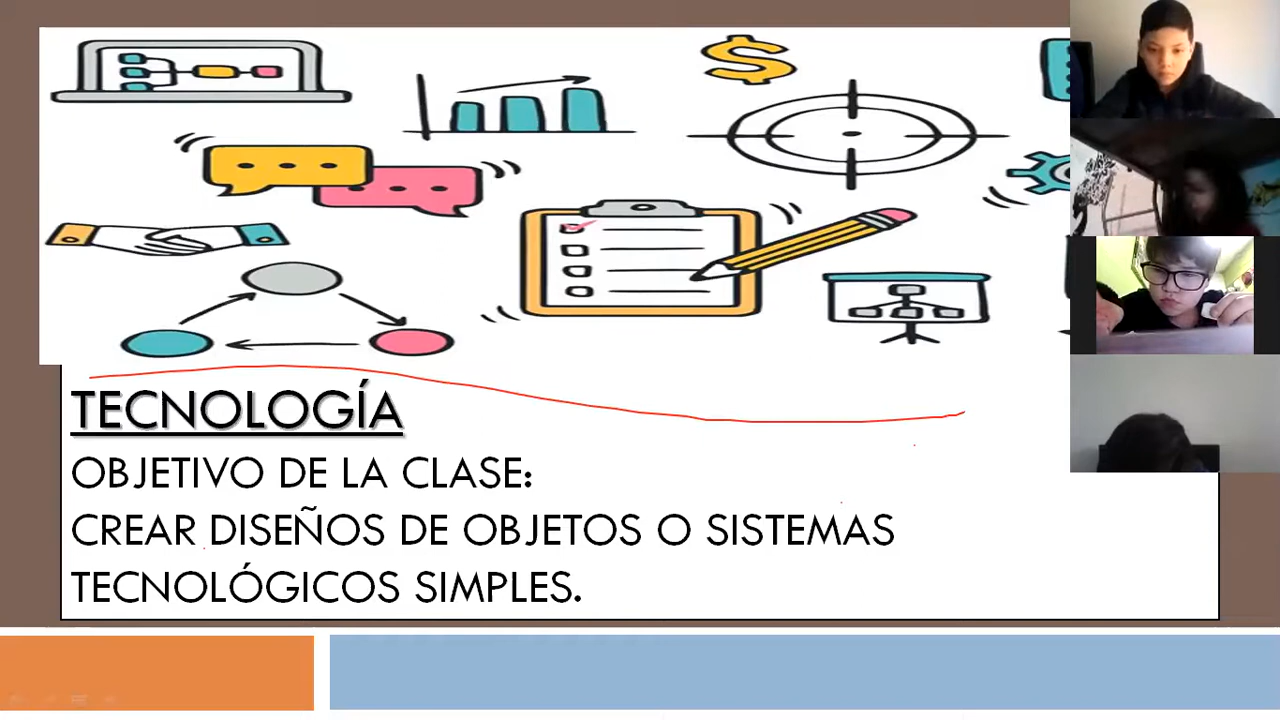 TECNOLOGÍA
OBJETIVO DE LA CLASE:
CREAR DISEÑOS DE OBJETOS O SISTEMAS
TECNOLÓGICOS SIMPLES.